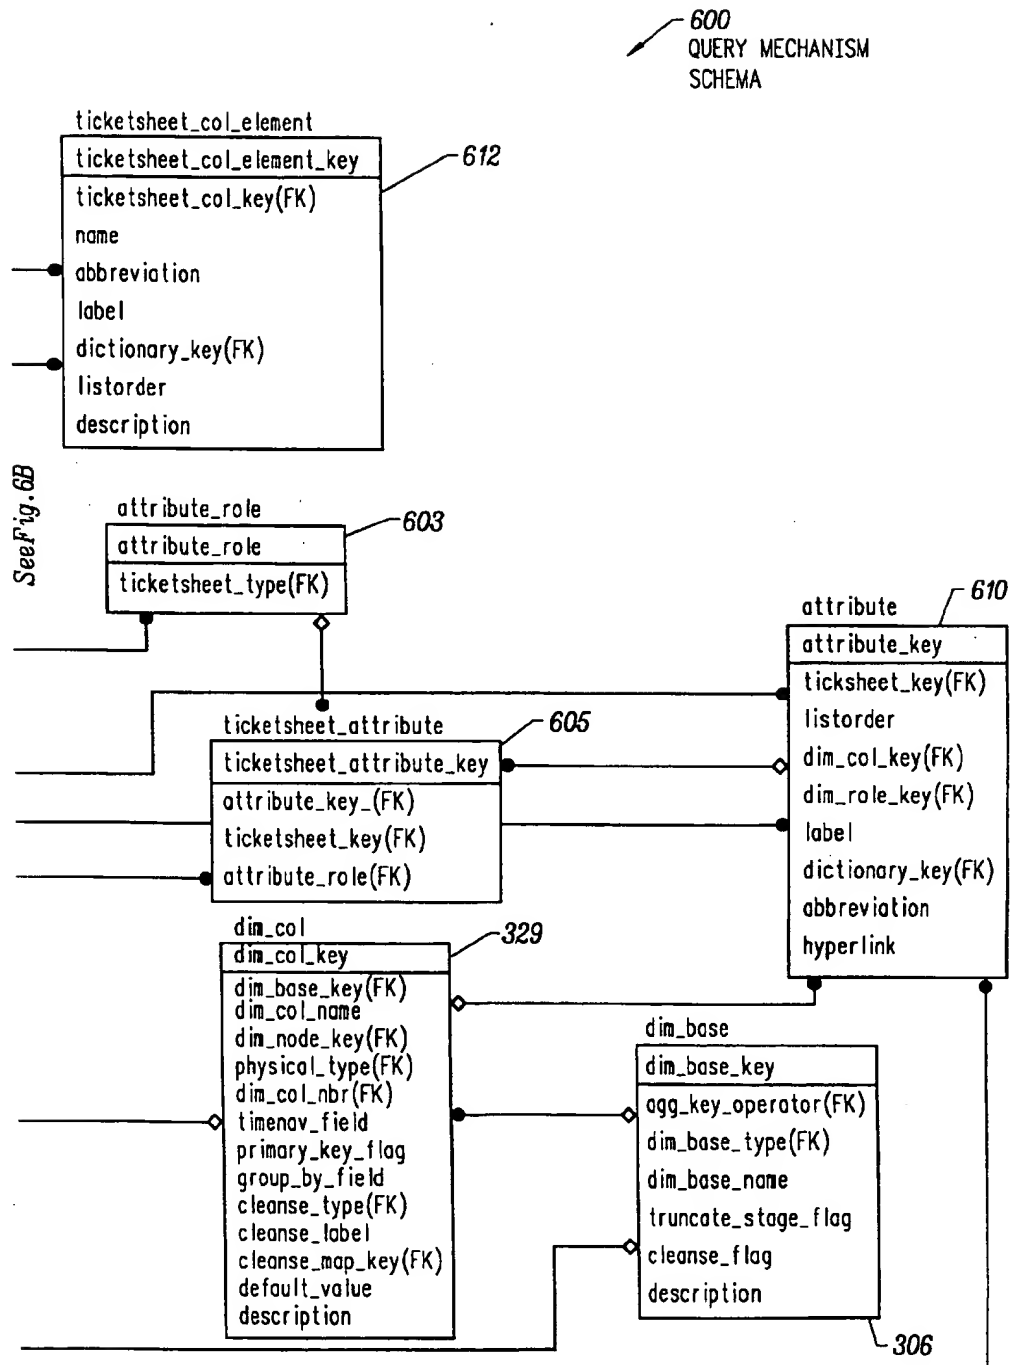 600
QUERY MECHANISM
SCHEMA
ticketsheet_col_element
ticketsheet_col_element_key
612
ticketsheet_col_key(FK)
name
abbreviation
label
dictionary_key(FK)
listorder
description
SeeFig.6B
attribute_role
603
attribute_role
ticketsheet_type(FK)
attribute
610
attribute_key
ticksheet_key(FK)
listorder
dim_col_key(FK)
dim_role_key(FK)
label
dictionary_key(FK)
abbreviation
hyperlink
ticketsheet_attribute
605
ticketsheet_attribute_key
attribute_key_(FK)
ticketsheet_key(FK)
attribute_role(FK)
dim_col
329
dim_col_key
dim_base_key(FK)
dim_col_name
dim_node_key(FK)
physical_type(FK)
dim_col_nbr(FK)
timenav_field
primary_key_flag
group_by_field
cleanse_type(FK)
cleanse_label
cleanse_map_key(FK)
default_value
description
dim_base
dim_base_key
agg_key_operator(FK)
dim_base_type(FK)
dim_base_name
truncate_stage_flag
cleanse_flag
description
306